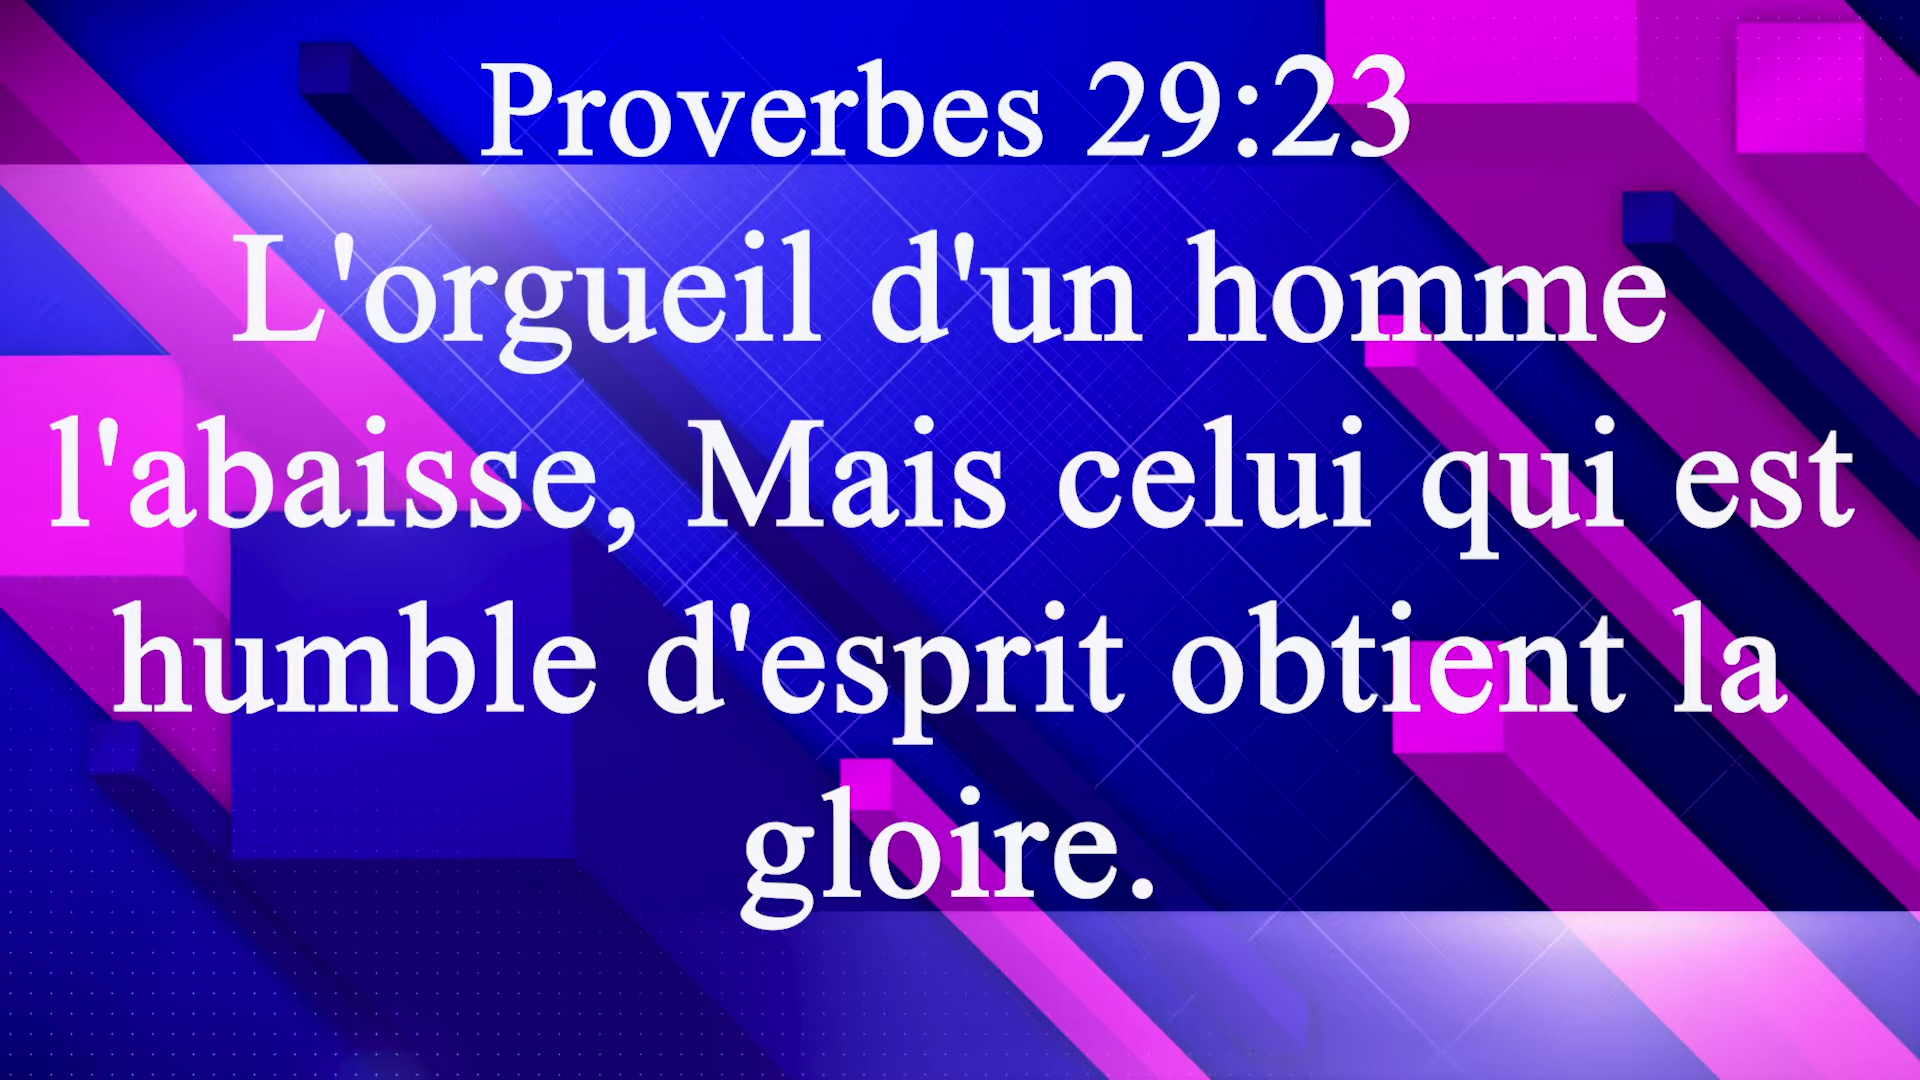 Proverbes 29:23
L'orgueil d'un homme
l'abaisse, Mais celui qui est
humble d'esprit obtient la
gloire.